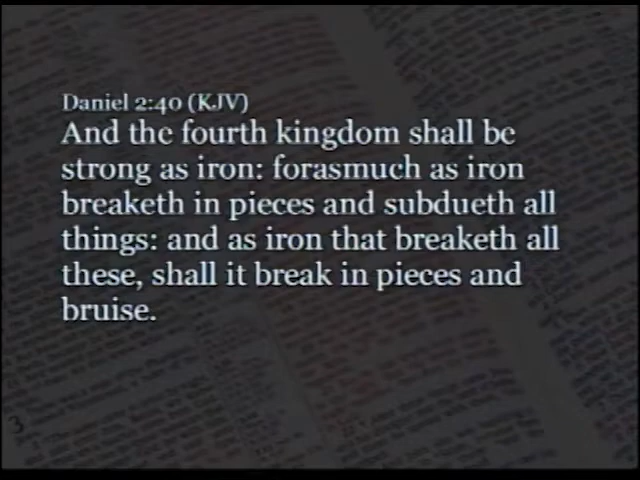 Daniel 2:40 (KJV)
And the fourth kingdom shall be
strong as iron: forasmuch as iron
breaketh in pieces and subdueth all
things: and as iron that breaketh all
these, shall it break in pieces and
bruise.
3